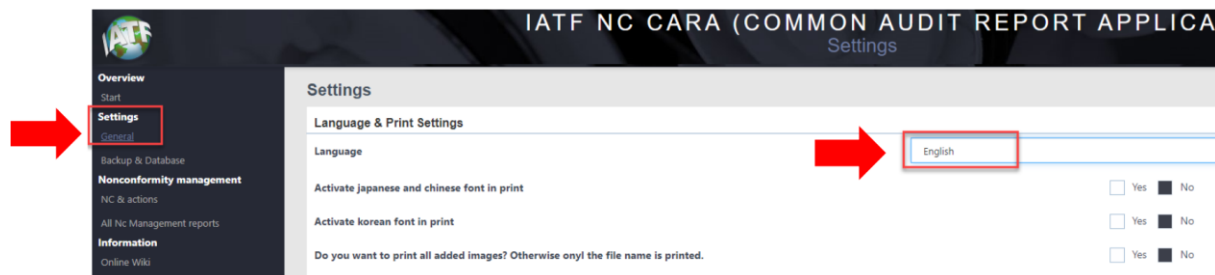 IATF NC CARA (COMMON AUDIT REPORT APPLICA
Settings
IATF
Overview
Start
Settings
General
Backup & Database
Nonconformity management
NC & actions
All Nc Management reports
Information
Online Wiki
Settings
Language & Print Settings
Language English
Activate japanese and chinese font in print Yes No
Activate korean font in print Yes No
Do you want to print all added images? Otherwise onyl the file name is printed. Yes No